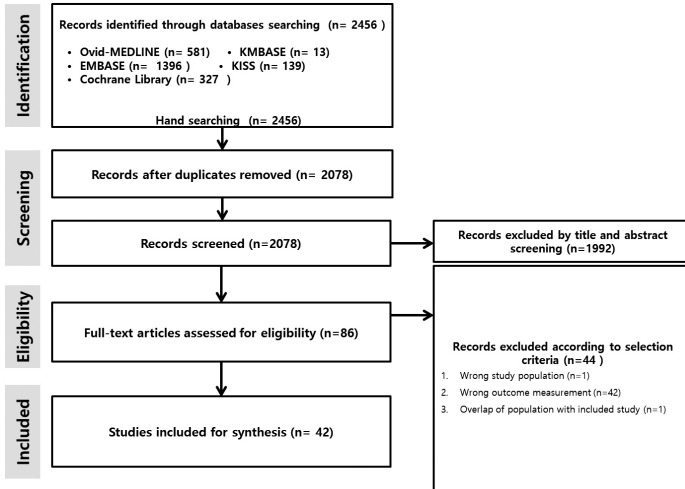 Identification
Records identified through databases searching (n= 2456 )
• Ovid-MEDLINE (n= 581) • KMBASE (n= 13)
• EMBASE (n= 1396 ) • KISS (n= 139)
• Cochrane Library (n= 327 )
Hand searching (n= 2456)
Screening
Records after duplicates removed (n= 2078)
Records screened (n=2078)
Records excluded by title and abstract
screening (n=1992)
Eligibility
Full-text articles assessed for eligibility (n=86)
Records excluded according to selection
criteria (n=44 )
1. Wrong study population (n=1)
2. Wrong outcome measurement (n=42)
3. Overlap of population with included study (n=1)
Included
Studies included for synthesis (n= 42)